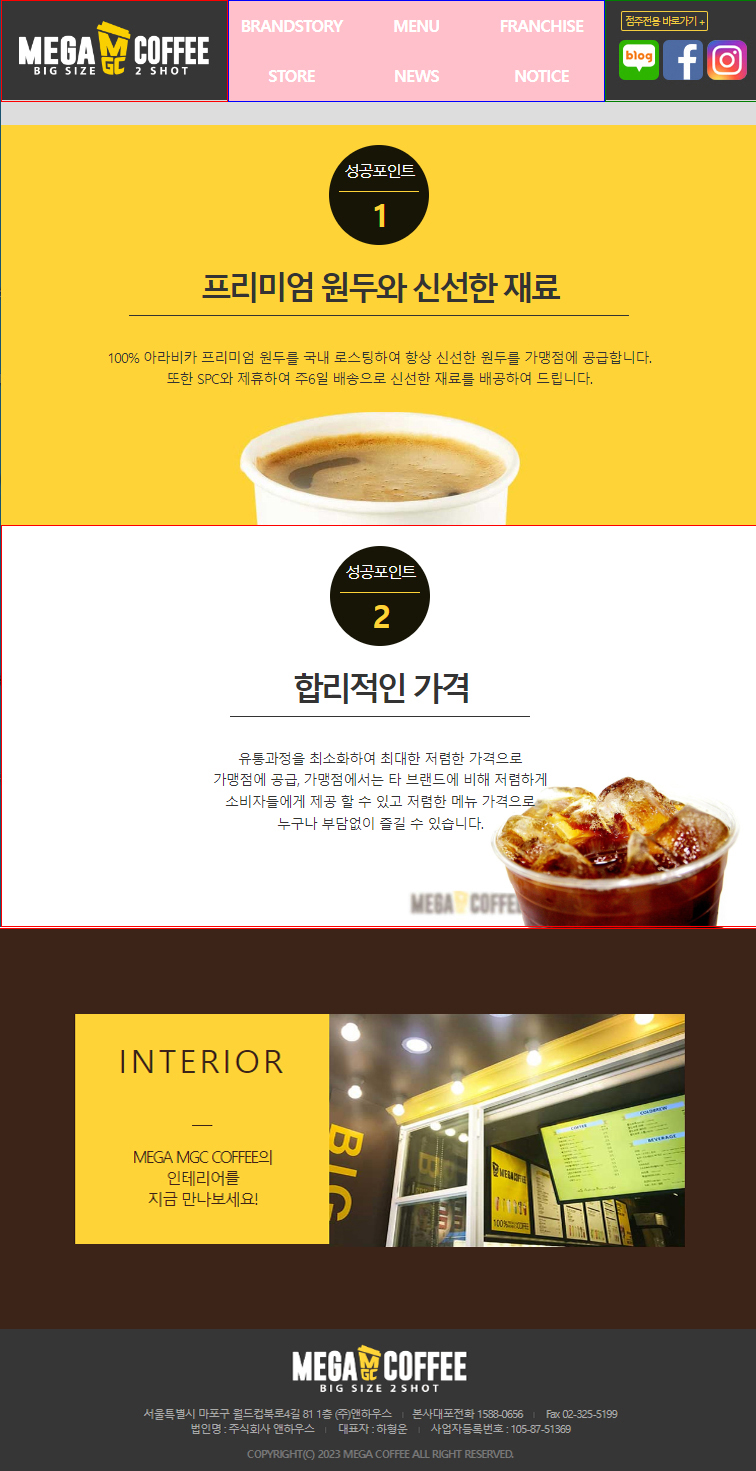 MEGA MGC COFFEE
BIG SIZE 2 SHOT
BRANDSTORY MENU FRANCHISE
STORE NEWS NOTICE
점주전용 바로가기 +
blog
성공포인트
1
프리미엄 원두와 신선한 재료
100% 아라비카 프리미엄 원두를 국내 로스팅하여 항상 신선한 원두를 가맹점에 공급합니다.
또한 SPC와 제휴하여 주6일 배송으로 신선한 재료를 배공하여 드립니다.
성공포인트
2
합리적인 가격
유통과정을 최소화하여 최대한 저렴한 가격으로
가맹점에 공급, 가맹점에서는 타 브랜드에 비해 저렴하게
소비자들에게 제공 할 수 있고 저렴한 메뉴 가격으로
누구나 부담없이 즐길 수 있습니다.
MEGA COFFEE
INTERIOR
MEGA MGC COFFEE의
인테리어를
지금 만나보세요!
BIG
COFFEE
COLDBREW
BEVERAGE
MEGA COFFEE
100%
MEGA MGC COFFEE
BIG SIZE 2 SHOT
서울특별시 마포구 월드컵북로4길 81 1층 (주)앤하우스 | 본사대포전화 1588-0656 | Fax 02-325-5199
법인명 : 주식회사 앤하우스 | 대표자 : 하형운 | 사업자등록번호 : 105-87-51369
COPYRIGHT(C) 2023 MEGA COFFEE ALL RIGHT RESERVED.